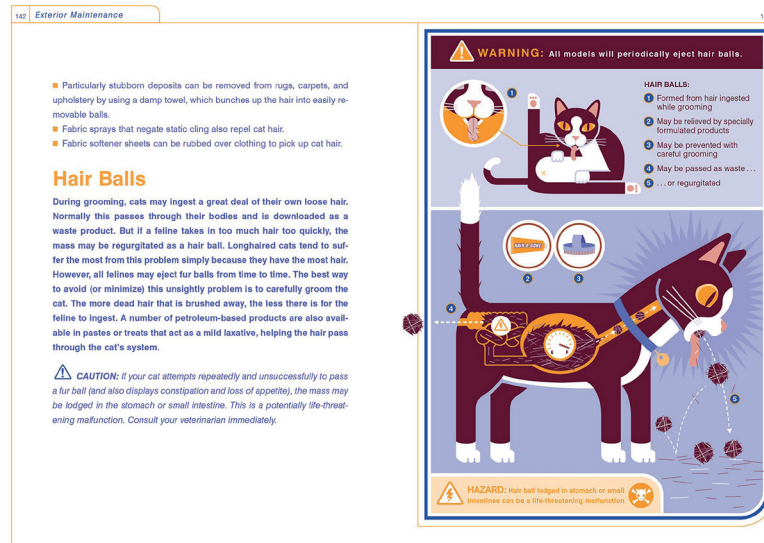 142 Exterior Maintenance
1
■ Particularly stubborn deposits can be removed from rugs, carpets, and
upholstery by using a damp towel, which bunches up the hair into easily re-
movable balls.
■ Fabric sprays that negate static cling also repel cat hair.
■ Fabric softener sheets can be rubbed over clothing to pick up cat hair.
Hair Balls
During grooming, cats may ingest a great deal of their own loose hair.
Normally this passes through their bodies and is downloaded as a
waste product. But if a feline takes in too much hair too quickly, the
mass may be regurgitated as a hair ball. Longhaired cats tend to suf-
fer the most from this problem simply because they have the most hair.
However, all felines may eject fur balls from time to time. The best way
to avoid (or minimize) this unsightly problem is to carefully groom the
cat. The more dead hair that is brushed away, the less there is for the
feline to ingest. A number of petroleum-based products are also avail-
able in pastes or treats that act as a mild laxative, helping the hair pass
through the cat's system.
CAUTION: If your cat attempts repeatedly and unsuccessfully to pass
a fur ball (and also displays constipation and loss of appetite), the mass may
be lodged in the stomach or small intestine. This is a potentially life-threat-
ening malfunction. Consult your veterinarian immediately.
WARNING: All models will periodically eject hair balls.
1
HAIR BALLS:
1 Formed from hair ingested
while grooming
2 May be relieved by specially
formulated products
3 May be prevented with
careful grooming
4 May be passed as waste . . .
5 . . . or regurgitated
HAIR-B-GONE
2
3
4
5
HAZARD: Hair ball lodged in stomach or small
intestines can be a life-threatening malfunction